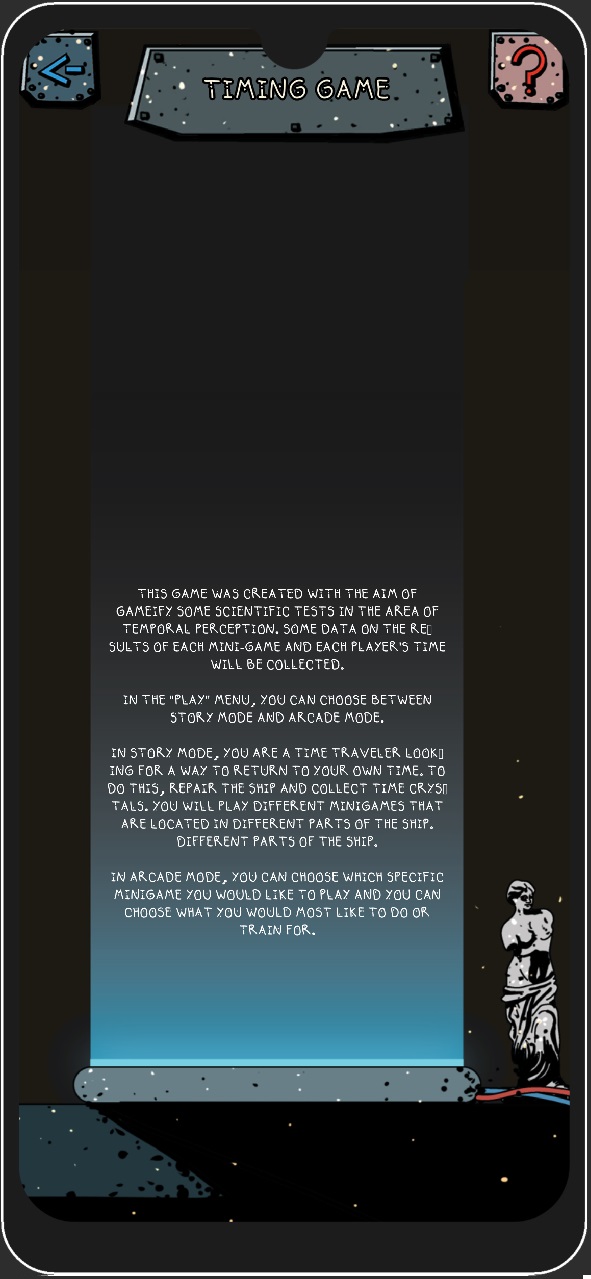 TIMING GAME
?
THIS GAME WAS CREATED WITH THE AIM OF
GAMEIFY SOME SCIENTIFIC TESTS IN THE AREA OF
TEMPORAL PERCEPTION. SOME DATA ON THE RE▯
SULTS OF EACH MINI-GAME AND EACH PLAYER'S TIME
WILL BE COLLECTED.
IN THE "PLAY" MENU, YOU CAN CHOOSE BETWEEN
STORY MODE AND ARCADE MODE.
IN STORY MODE, YOU ARE A TIME TRAVELER LOOK▯
ING FOR A WAY TO RETURN TO YOUR OWN TIME. TO
DO THIS, REPAIR THE SHIP AND COLLECT TIME CRYS▯
TALS. YOU WILL PLAY DIFFERENT MINIGAMES THAT
ARE LOCATED IN DIFFERENT PARTS OF THE SHIP.
DIFFERENT PARTS OF THE SHIP.
IN ARCADE MODE, YOU CAN CHOOSE WHICH SPECIFIC
MINIGAME YOU WOULD LIKE TO PLAY AND YOU CAN
CHOOSE WHAT YOU WOULD MOST LIKE TO DO OR
TRAIN FOR.